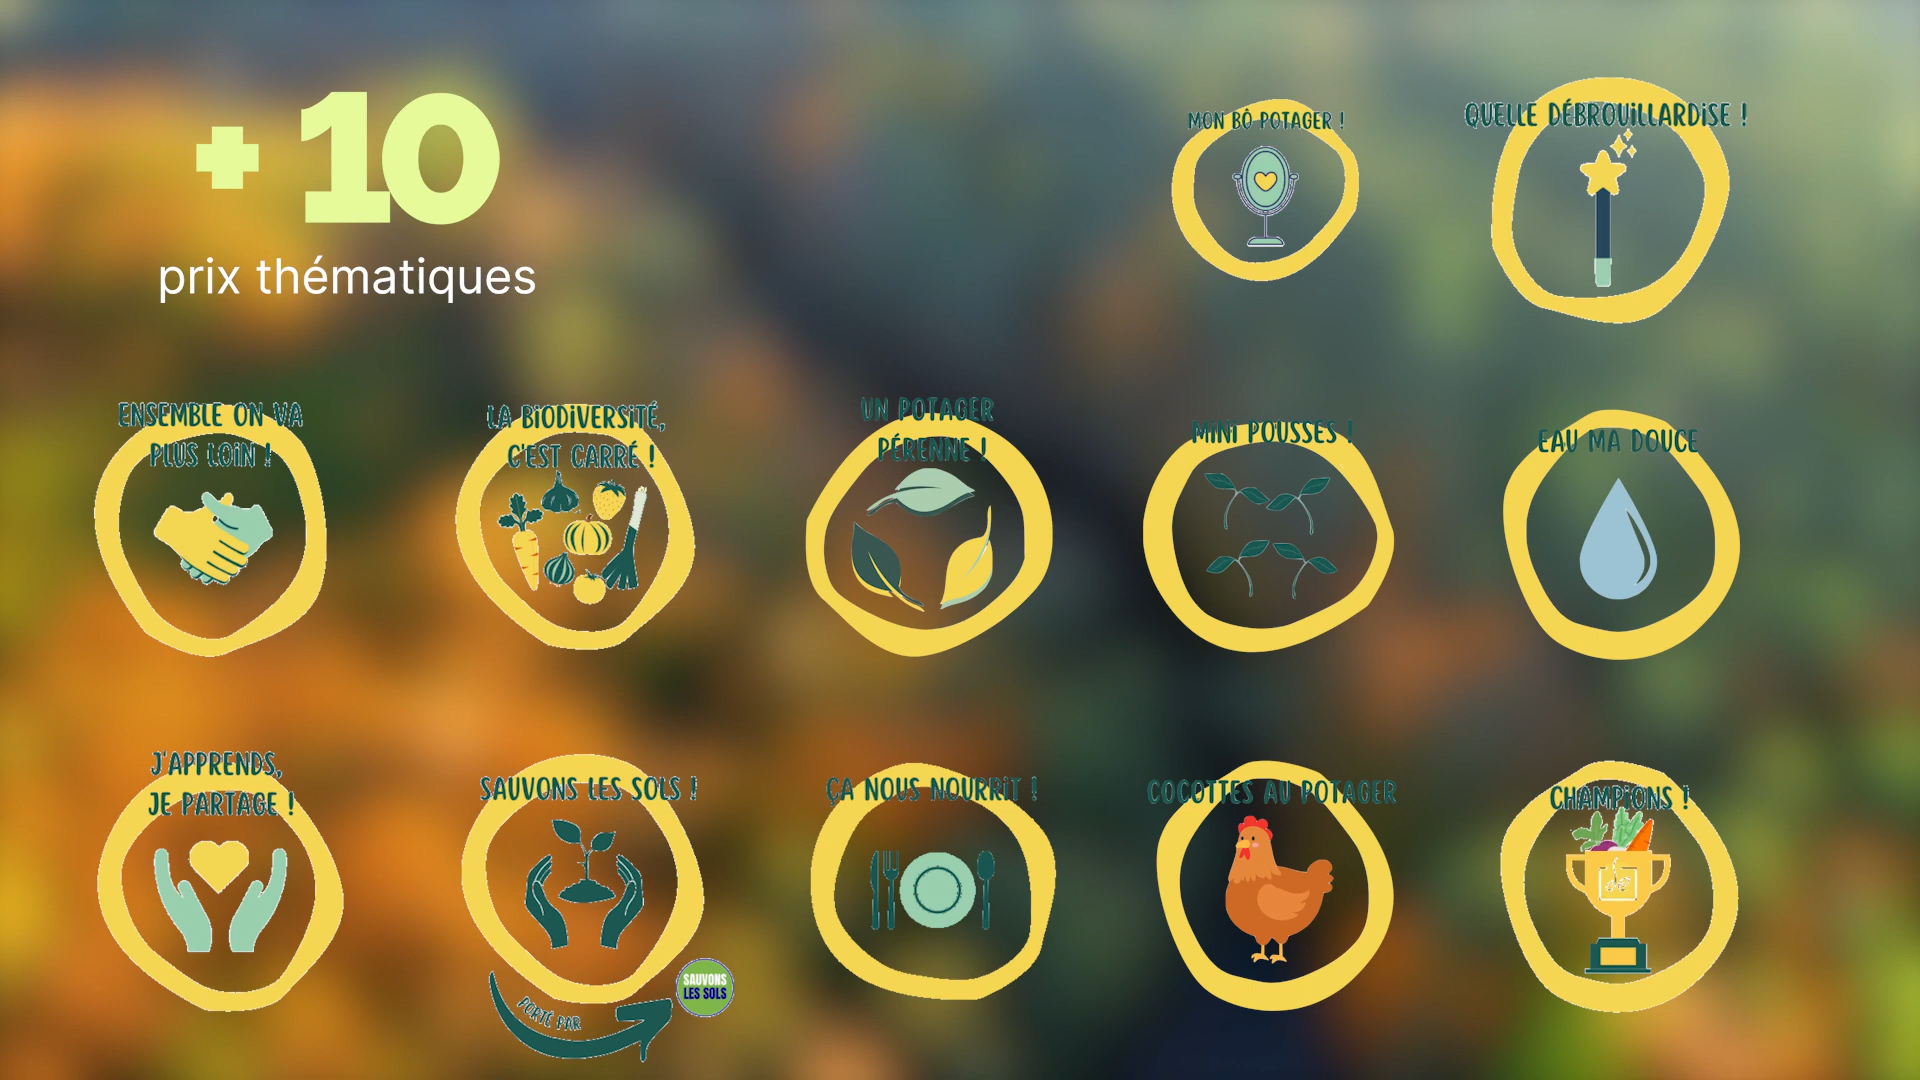 + 10
prix thématiques
MON BÔ POTAGER !
QUELLE DÉBROUiLLARDiSE !
ENSEMBLE ON VA
PLUS LOiN !
LA BiODiVERSiTÉ,
C'EST CARRÉ !
UN POTAGER
PÉRENNE !
MiNi POUSSES !
EAU MA DOUCE
J'APPRENDS,
JE PARTAGE !
SAUVONS LES SOLS !
PORTÉ PAR
SAUVONS
LES SOLS
ÇA NOUS NOURRiT !
COCOTTES AU POTAGER
CHAMPiONS !